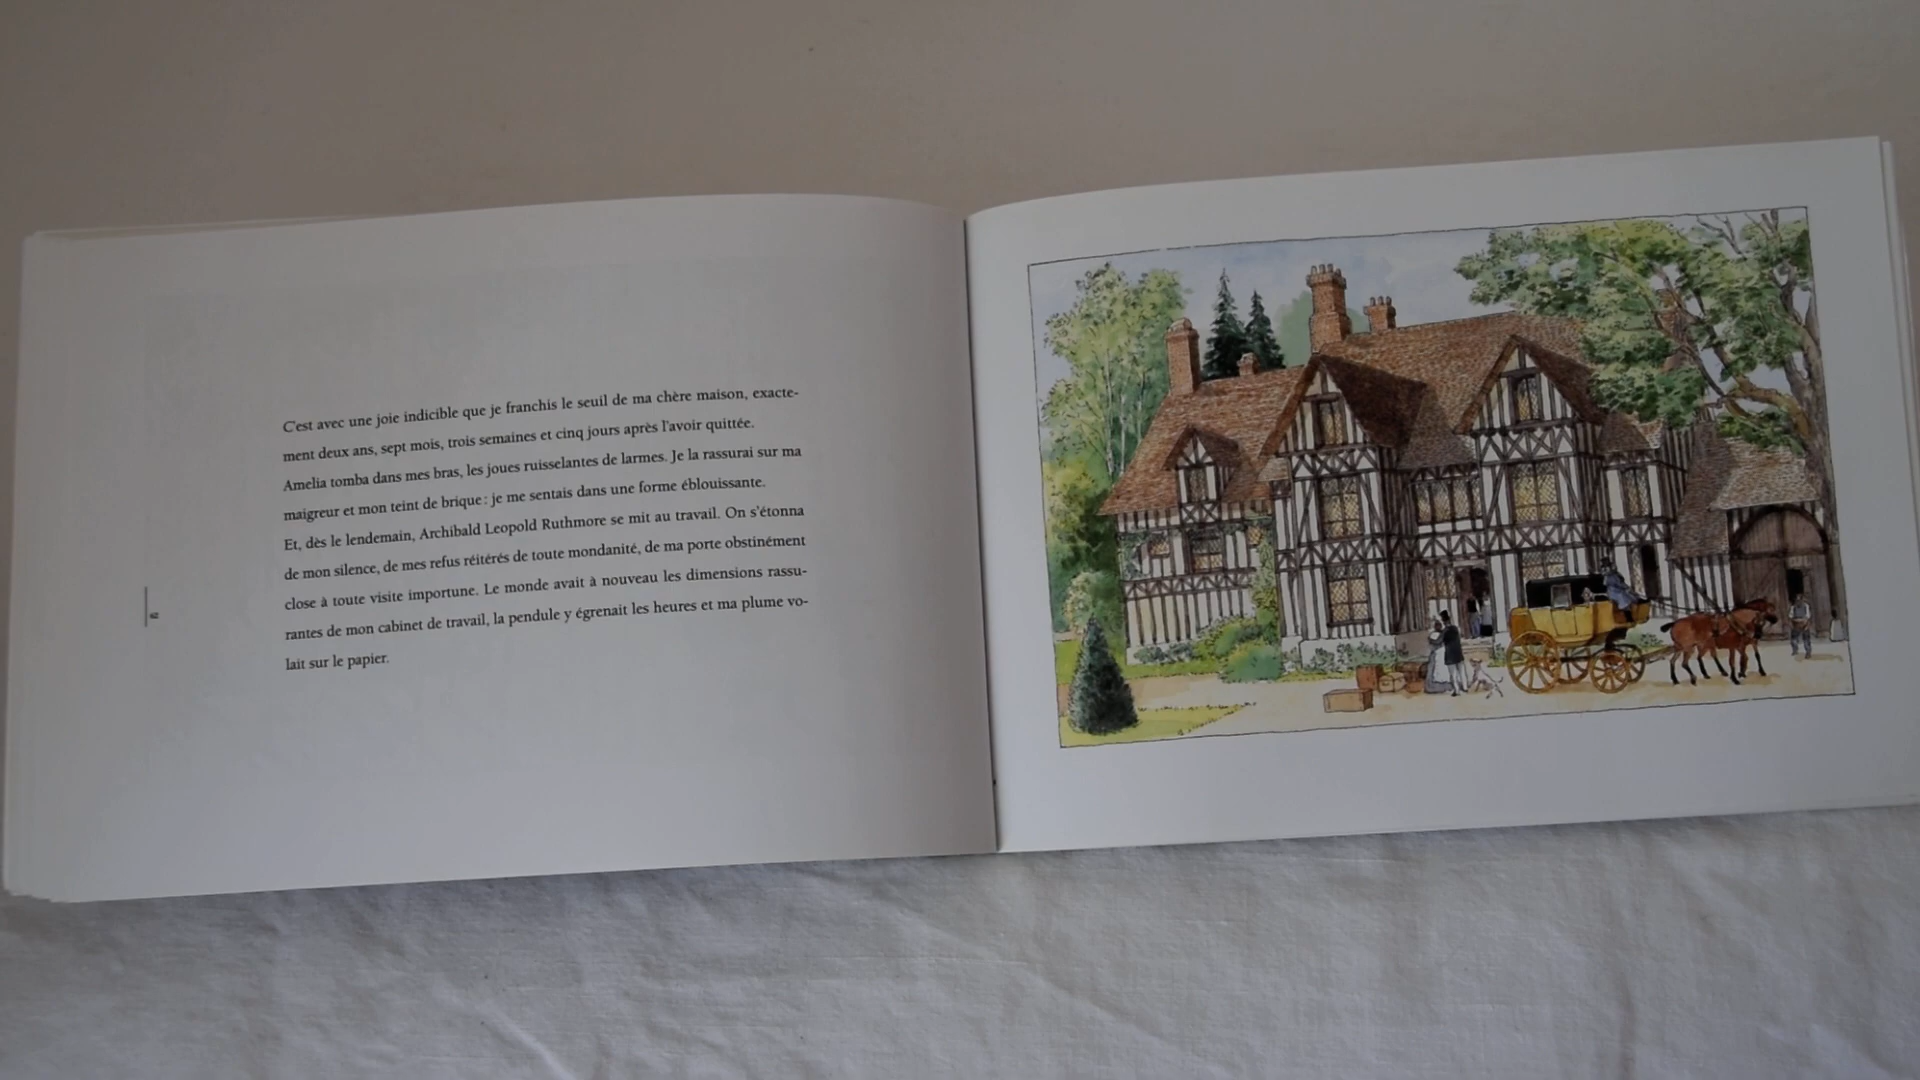 C'est avec une joie indicible que je franchis le seuil de ma chère maison, exacte-
ment deux ans, sept mois, trois semaines et cinq jours après l'avoir quittée.
Amelia tomba dans mes bras, les joues ruisselantes de larmes. Je la rassurai sur ma
maigreur et mon teint de brique : je me sentais dans une forme éblouissante.
Et, dès le lendemain, Archibald Leopold Ruthmore se mit au travail. On s'étonna
de mon silence, de mes refus réitérés de toute mondanité, de ma porte obstinément
close à toute visite importune. Le monde avait à nouveau les dimensions rassu-
rantes de mon cabinet de travail, la pendule y égrenait les heures et ma plume vo-
lait sur le papier.